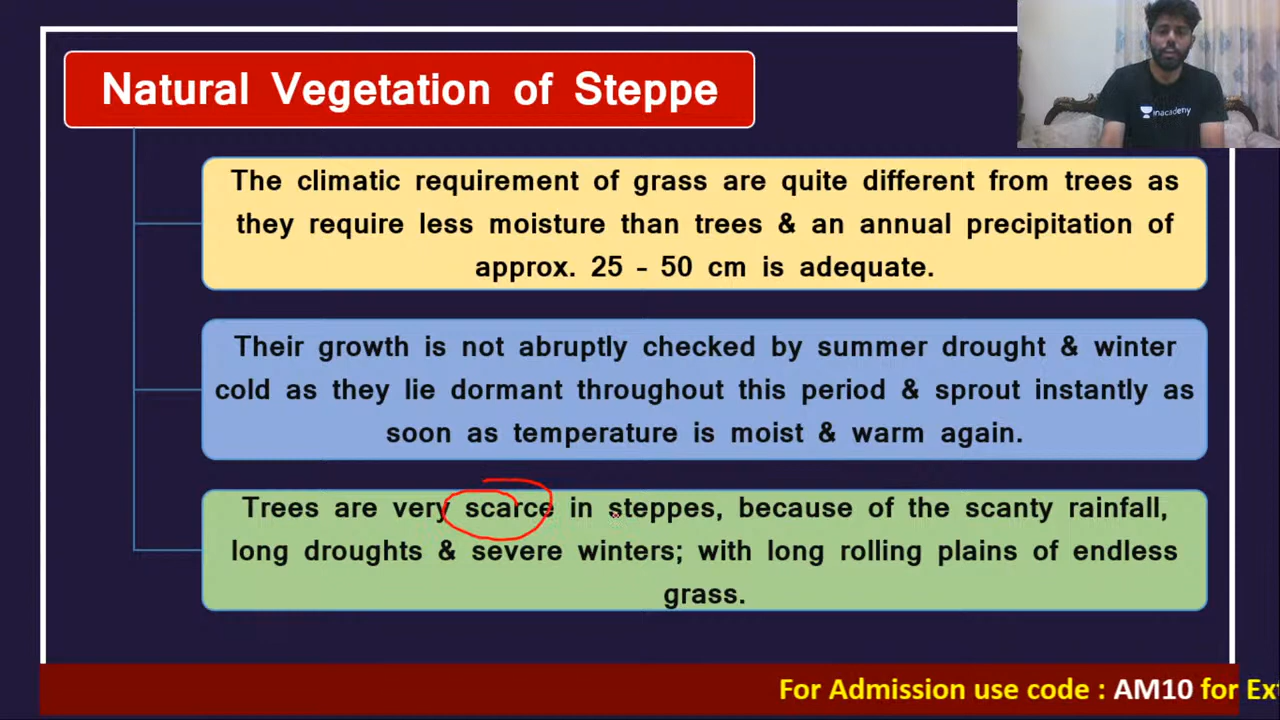 Natural Vegetation of Steppe
The climatic requirement of grass are quite different from trees as
they require less moisture than trees & an annual precipitation of
approx. 25 - 50 cm is adequate.
Their growth is not abruptly checked by summer drought & winter
cold as they lie dormant throughout this period & sprout instantly as
soon as temperature is moist & warm again.
Trees are very scarce in steppes, because of the scanty rainfall,
long droughts & severe winters; with long rolling plains of endless
grass.
For Admission use code : AM10 for Ex
unacademy